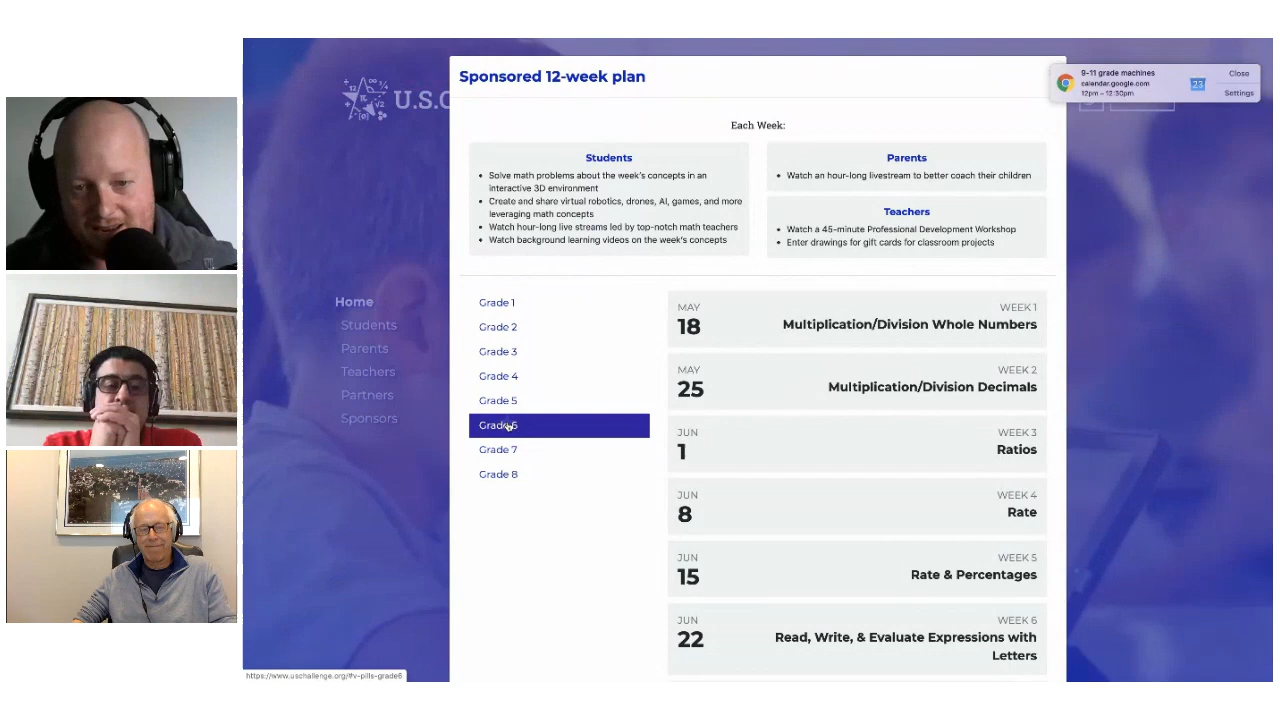 Sponsored 12-week plan
9-11 grade machines
calendar.google.com
12pm – 12:30pm
23
Close
Settings
U.S.C
Each Week:
Students
• Solve math problems about the week's concepts in an
interactive 3D environment
• Create and share virtual robotics, drones, AI, games, and more
leveraging math concepts
• Watch hour-long live streams led by top-notch math teachers
• Watch background learning videos on the week's concepts
Parents
• Watch an hour-long livestream to better coach their children
Teachers
• Watch a 45-minute Professional Development Workshop
• Enter drawings for gift cards for classroom projects
Home
Students
Parents
Teachers
Partners
Sponsors
Grade 1
Grade 2
Grade 3
Grade 4
Grade 5
Grade 6
Grade 7
Grade 8
MAY
18
WEEK 1
Multiplication/Division Whole Numbers
MAY
25
WEEK 2
Multiplication/Division Decimals
JUN
1
WEEK 3
Ratios
JUN
8
WEEK 4
Rate
JUN
15
WEEK 5
Rate & Percentages
JUN
22
WEEK 6
Read, Write, & Evaluate Expressions with
Letters
https://www.uschallenge.org/#v-pills-grade6